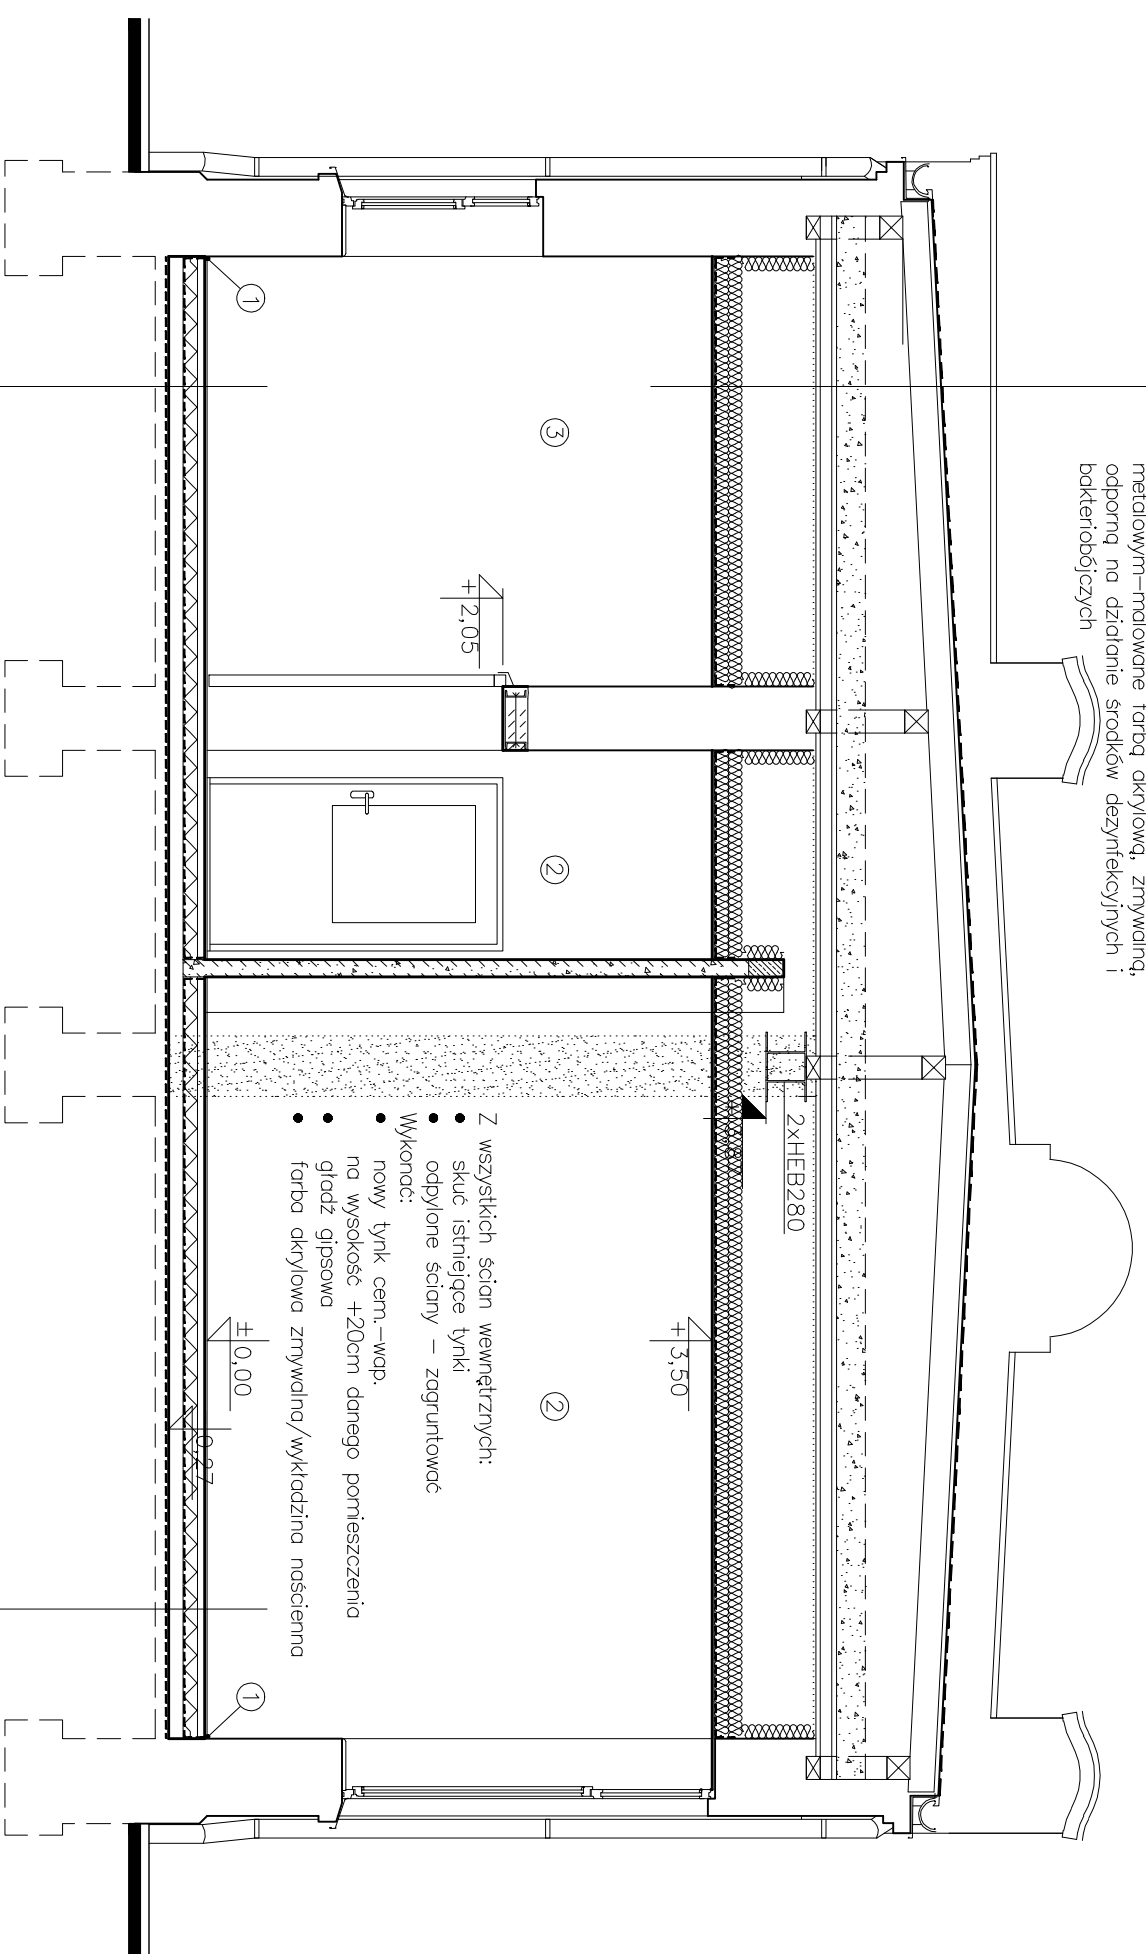 metalowym–malowane farbą akrylową, zmywalną,
odporną na działanie środków dezynfekcyjnych i
bakteriobójczych
2xHEB280
+3,50
+2,05
±0,00
0,27
Z wszystkich ścian wewnętrznych:
• skuć istniejące tynki
• odpylone ściany – zagruntować
Wykonać:
• nowy tynk cem.–wap.
na wysokość +20cm danego pomieszczenia
• gładź gipsowa
• farba akrylowa zmywalna/wykładzina naścienna
1
3
2
2
1